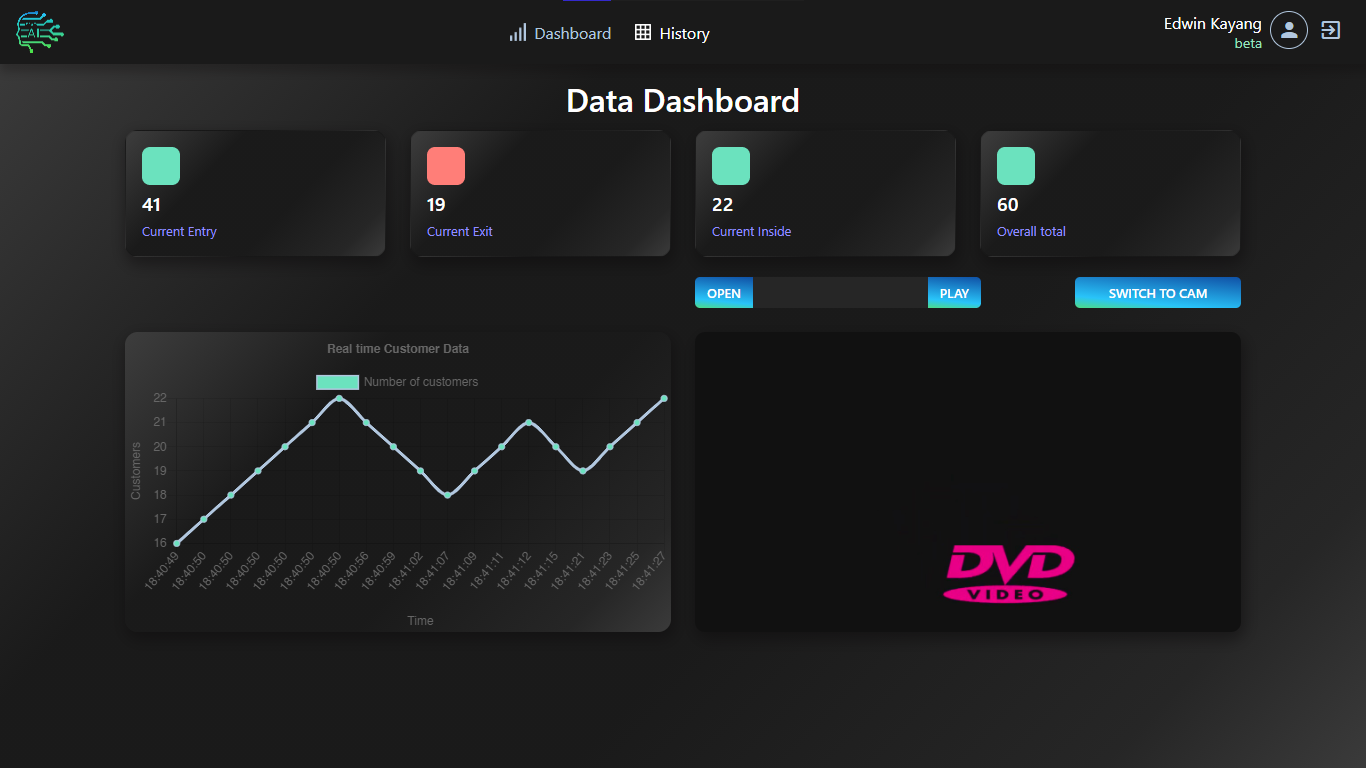 AI
Dashboard
History
Edwin Kayang
beta
Data Dashboard
41
Current Entry
19
Current Exit
22
Current Inside
60
Overall total
OPEN
PLAY
SWITCH TO CAM
Real time Customer Data
Number of customers
22
21
20
19
18
17
16
Customers
18:40:49
18:40:50
18:40:50
18:40:50
18:40:50
18:40:50
18:40:50
18:40:56
18:40:59
18:41:02
18:41:07
18:41:09
18:41:11
18:41:12
18:41:15
18:41:21
18:41:23
18:41:25
18:41:27
Time
DVD
VIDEO